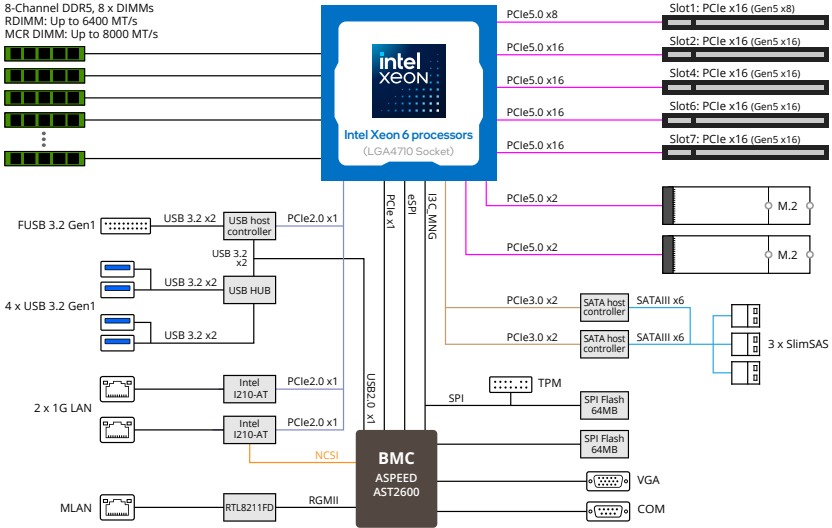 8-Channel DDR5, 8 x DIMMs
RDIMM: Up to 6400 MT/s
MCR DIMM: Up to 8000 MT/s
intel
XEON
Intel Xeon 6 processors
(LGA4710 Socket)
PCIe5.0 x8
Slot1: PCIe x16 (Gen5 x8)
PCIe5.0 x16
Slot2: PCIe x16 (Gen5 x16)
PCIe5.0 x16
Slot4: PCIe x16 (Gen5 x16)
PCIe5.0 x16
Slot6: PCIe x16 (Gen5 x16)
PCIe5.0 x16
Slot7: PCIe x16 (Gen5 x16)
PCIe5.0 x2
M.2
PCIe5.0 x2
M.2
PCIe x1
eSPI
I3C_MNG
FUSB 3.2 Gen1
USB 3.2 x2
USB host
controller
PCIe2.0 x1
USB 3.2
x2
4 x USB 3.2 Gen1
USB 3.2 x2
USB HUB
USB 3.2 x2
PCIe3.0 x2
SATA host
controller
SATAIII x6
PCIe3.0 x2
SATA host
controller
SATAIII x6
3 x SlimSAS
2 x 1G LAN
Intel
I210-AT
PCIe2.0 x1
Intel
I210-AT
PCIe2.0 x1
USB2.0 x1
NCSI
SPI
TPM
SPI Flash
64MB
SPI Flash
64MB
BMC
ASPEED
AST2600
VGA
COM
MLAN
RTL8211FD
RGMII